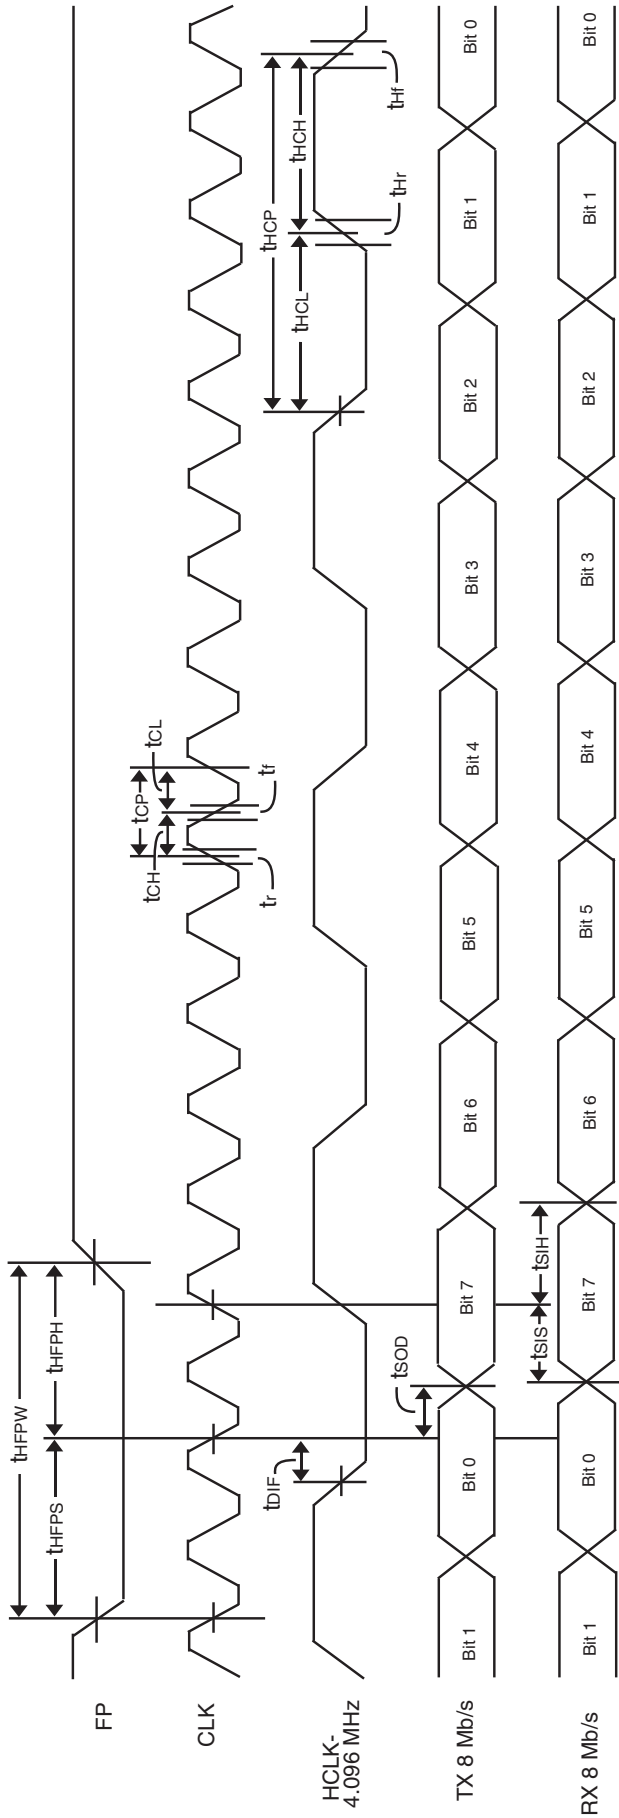 FP
tHFPW
tHFPS
tHFPH
CLK
tCP
tCH
tCL
tr
tf
HCLK-
4.096 MHz
tDIF
tHCP
tHCL
tHCH
tHr
tHf
TX 8 Mb/s
tSOD
Bit 1
Bit 0
Bit 7
Bit 6
Bit 5
Bit 4
Bit 3
Bit 2
Bit 1
Bit 0
RX 8 Mb/s
tSIS
tSIH
Bit 1
Bit 0
Bit 7
Bit 6
Bit 5
Bit 4
Bit 3
Bit 2
Bit 1
Bit 0